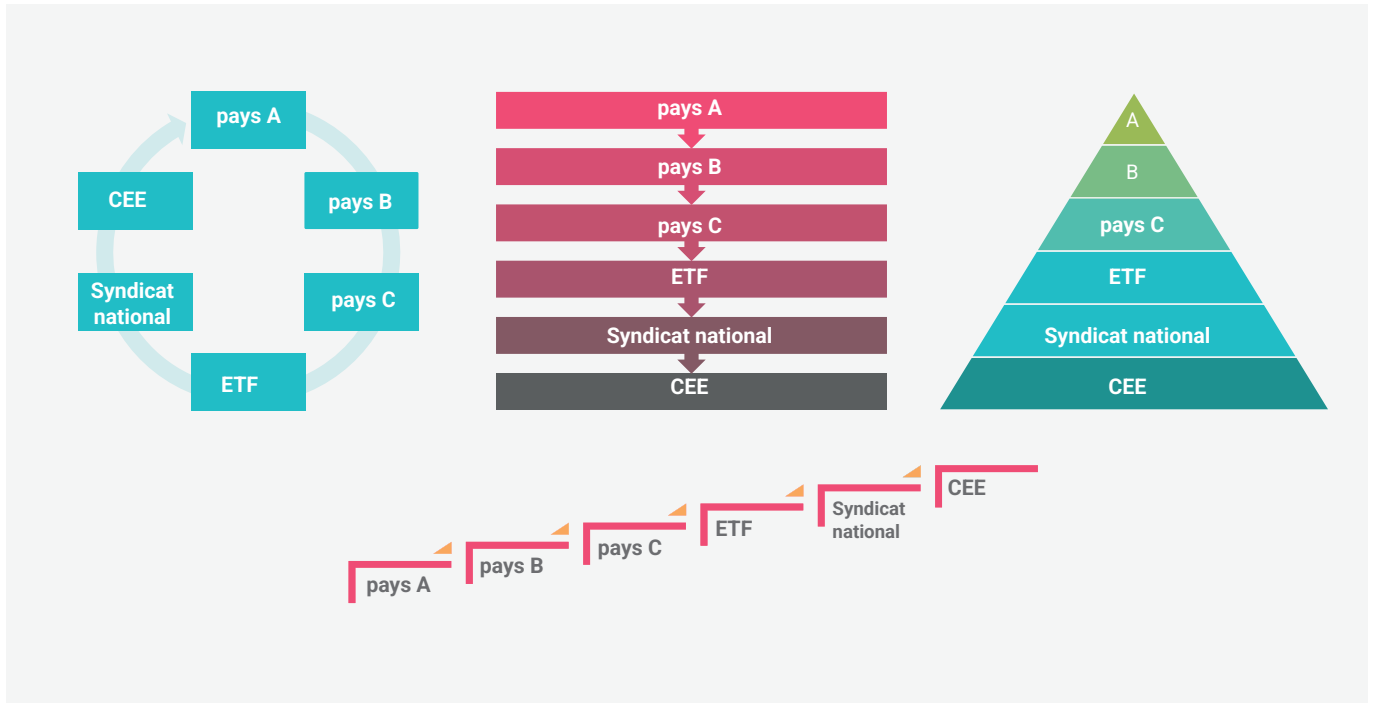 pays A
pays B
pays C
ETF
Syndicat
national
CEE
pays A
pays B
pays C
ETF
Syndicat national
CEE
A
B
pays C
ETF
Syndicat national
CEE
pays A
pays B
pays C
ETF
Syndicat
national
CEE